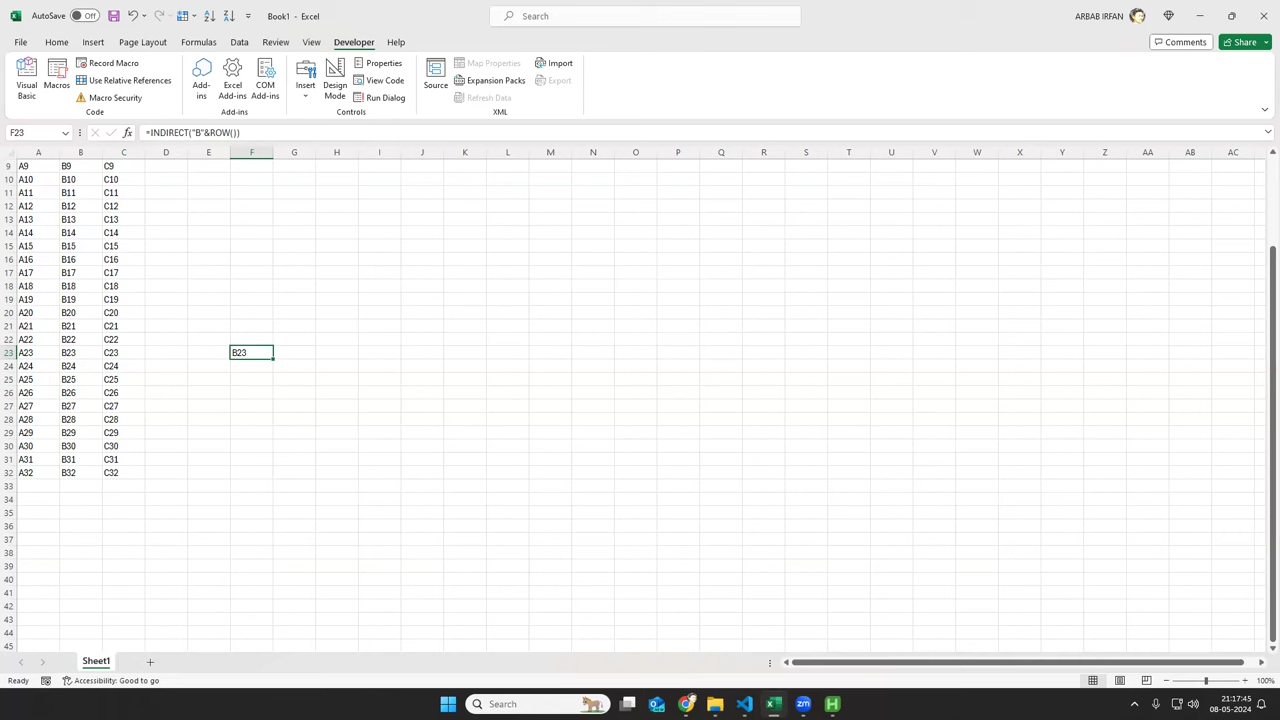 AutoSave Off Book1 - Excel Search ARBAB IRFAN
File Home Insert Page Layout Formulas Data Review View Developer Help Comments Share
Visual Basic Macros Record Macro Use Relative References Macro Security Code
Add-ins Excel Add-ins COM Add-ins Add-ins
Insert Design Mode Properties View Code Run Dialog Controls
Source Map Properties Expansion Packs Refresh Data Import Export XML
F23 fx =INDIRECT("B"&ROW())
A B C D E F G H I J K L M N O P Q R S T U V W X Y Z AA AB AC
9 A9 B9 C9
10 A10 B10 C10
11 A11 B11 C11
12 A12 B12 C12
13 A13 B13 C13
14 A14 B14 C14
15 A15 B15 C15
16 A16 B16 C16
17 A17 B17 C17
18 A18 B18 C18
19 A19 B19 C19
20 A20 B20 C20
21 A21 B21 C21
22 A22 B22 C22
23 A23 B23 C23 B23
24 A24 B24 C24
25 A25 B25 C25
26 A26 B26 C26
27 A27 B27 C27
28 A28 B28 C28
29 A29 B29 C29
30 A30 B30 C30
31 A31 B31 C31
32 A32 B32 C32
33
34
35
36
37
38
39
40
41
42
43
44
45
Sheet1
Ready Accessibility: Good to go 100%
Search zm H 21:17:45
08-05-2024